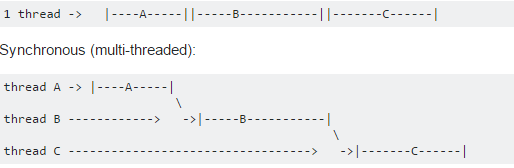 1 thread ->   |----A-----||-----B-----------||-------C------|
Synchronous (multi-threaded):
thread A -> |----A-----|
                        \
thread B ------------>   ->|-----B-----------|
                                              \
thread C ----------------------------------->   ->|-------C------|